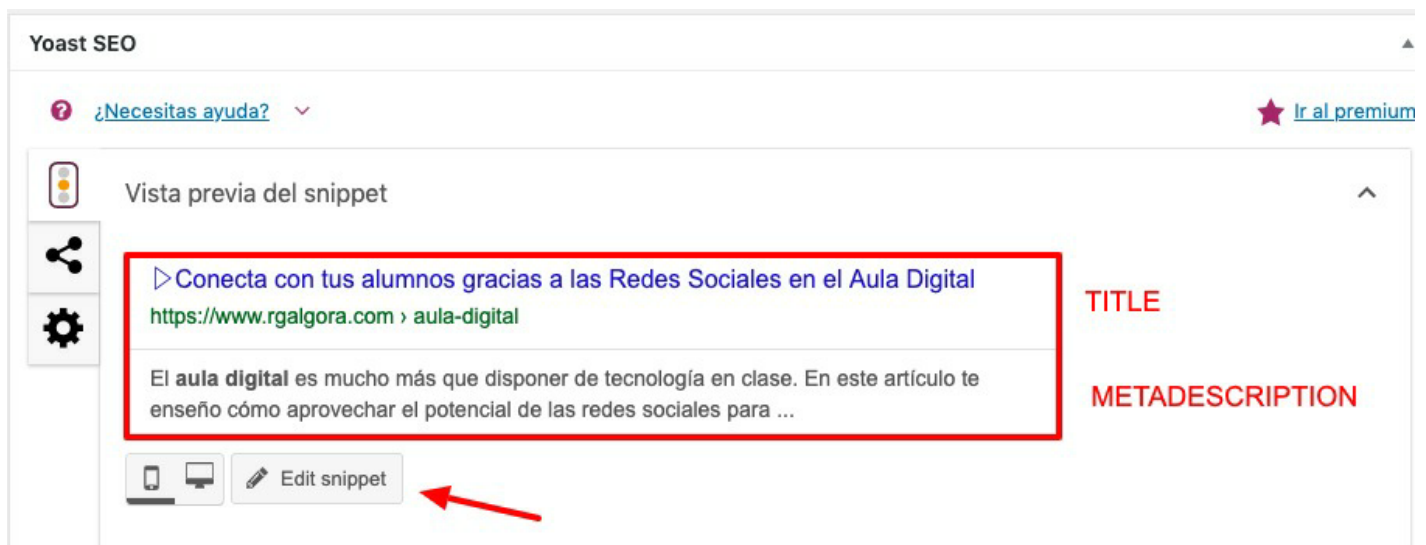 Yoast SEO
¿Necesitas ayuda?
Ir al premium
Vista previa del snippet
▷Conecta con tus alumnos gracias a las Redes Sociales en el Aula Digital
https://www.rgalgora.com › aula-digital
TITLE
El aula digital es mucho más que disponer de tecnología en clase. En este artículo te
enseño cómo aprovechar el potencial de las redes sociales para ...
METADESCRIPTION
Edit snippet